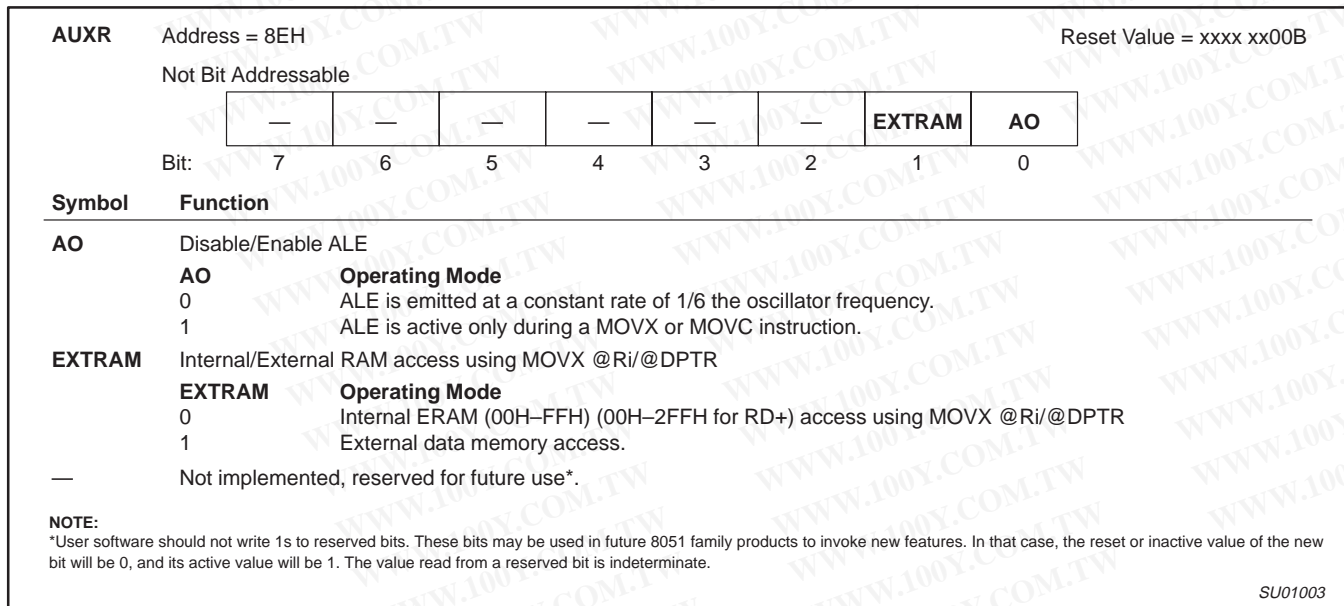 AUXR Address = 8EH Reset Value = xxxx xx00B
Not Bit Addressable
— — — — — — EXTRAM AO
Bit: 7 6 5 4 3 2 1 0
Symbol Function
AO Disable/Enable ALE
AO Operating Mode
0 ALE is emitted at a constant rate of 1/6 the oscillator frequency.
1 ALE is active only during a MOVX or MOVC instruction.
EXTRAM Internal/External RAM access using MOVX @Ri/@DPTR
EXTRAM Operating Mode
0 Internal ERAM (00H–FFH) (00H–2FFH for RD+) access using MOVX @Ri/@DPTR
1 External data memory access.
— Not implemented, reserved for future use*.
NOTE:
*User software should not write 1s to reserved bits. These bits may be used in future 8051 family products to invoke new features. In that case, the reset or inactive value of the new
bit will be 0, and its active value will be 1. The value read from a reserved bit is indeterminate.
SU01003
WWW.100Y.COM.TW